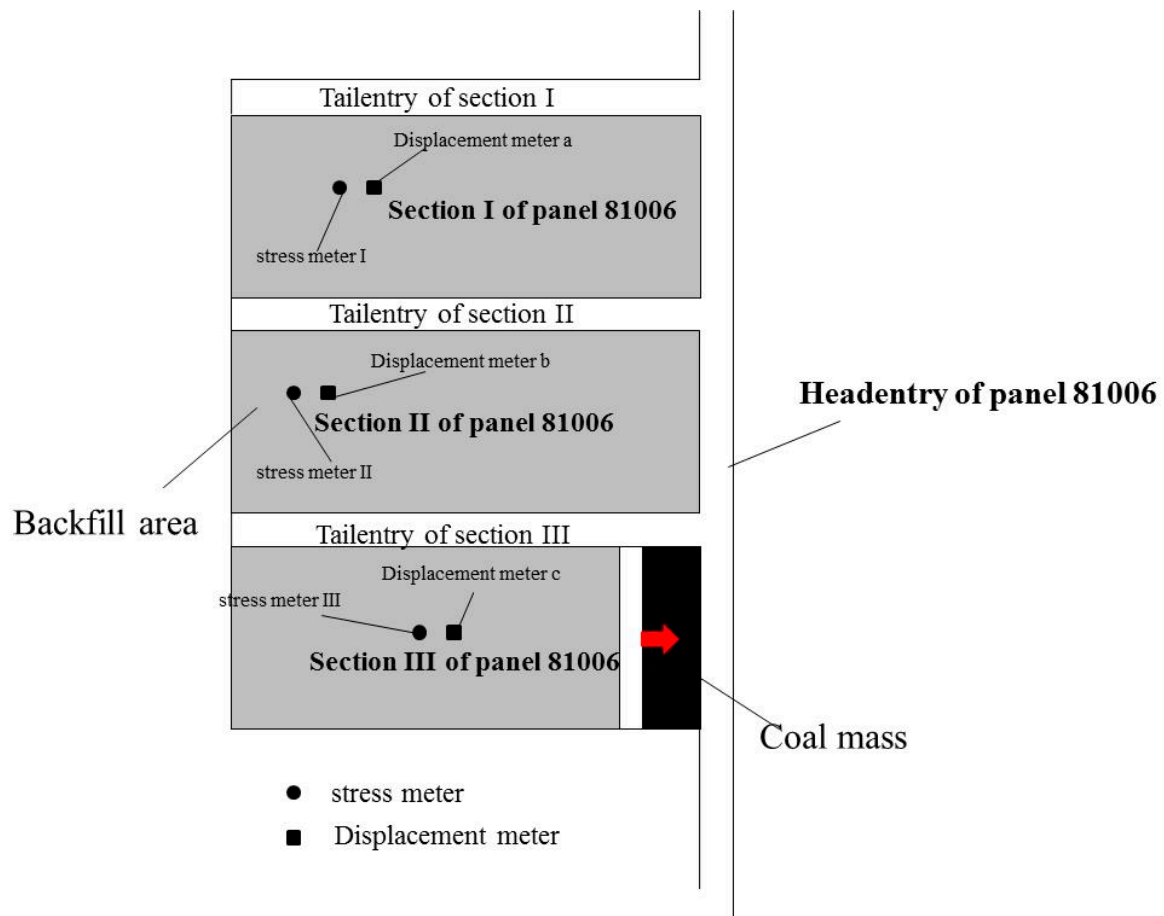 Tailentry of section I
Displacement meter a
Section I of panel 81006
stress meter I
Tailentry of section II
Displacement meter b
Headentry of panel 81006
Section II of panel 81006
stress meter II
Backfill area
Tailentry of section III
Displacement meter c
stress meter III
Section III of panel 81006
Coal mass
stress meter
Displacement meter